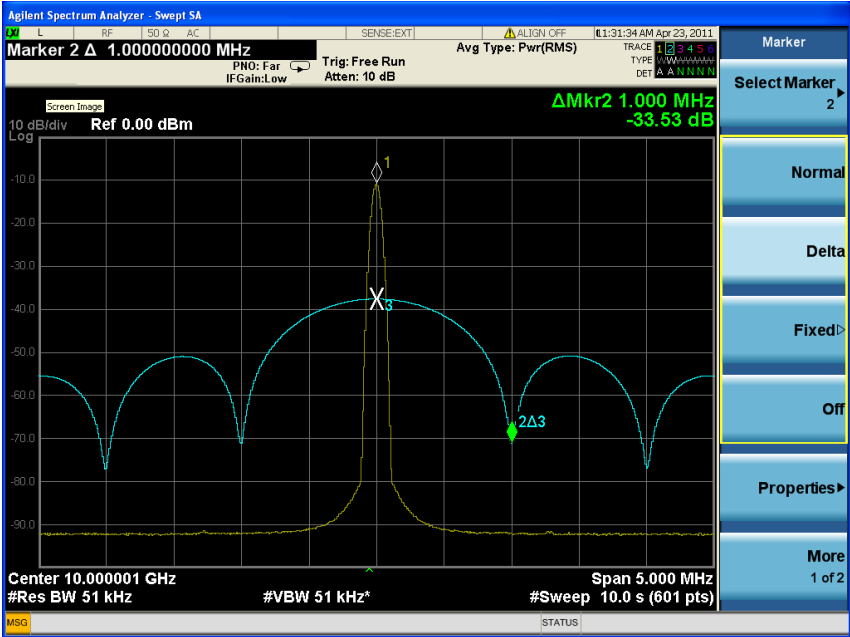 Agilent Spectrum Analyzer - Swept SA
LXI L RF 50 Ω AC SENSE:EXT ALIGN OFF 11:31:34 AM Apr 23, 2011
Marker 2 Δ 1.000000000 MHz
PNO: Far
IFGain:Low
Trig: Free Run
Atten: 10 dB
Avg Type: Pwr(RMS)
TRACE 1 2 3 4 5 6
TYPE
DET A A N N N N
Screen Image
ΔMkr2 1.000 MHz
-33.53 dB
10 dB/div Ref 0.00 dBm
Log
1
-10.0
-20.0
-30.0
3
-40.0
-50.0
-60.0
2Δ3
-70.0
-80.0
-90.0
Center 10.000001 GHz Span 5.000 MHz
#Res BW 51 kHz #VBW 51 kHz* #Sweep 10.0 s (601 pts)
MSG STATUS
Marker
Select Marker
2
Normal
Delta
Fixed
Off
Properties
More
1 of 2